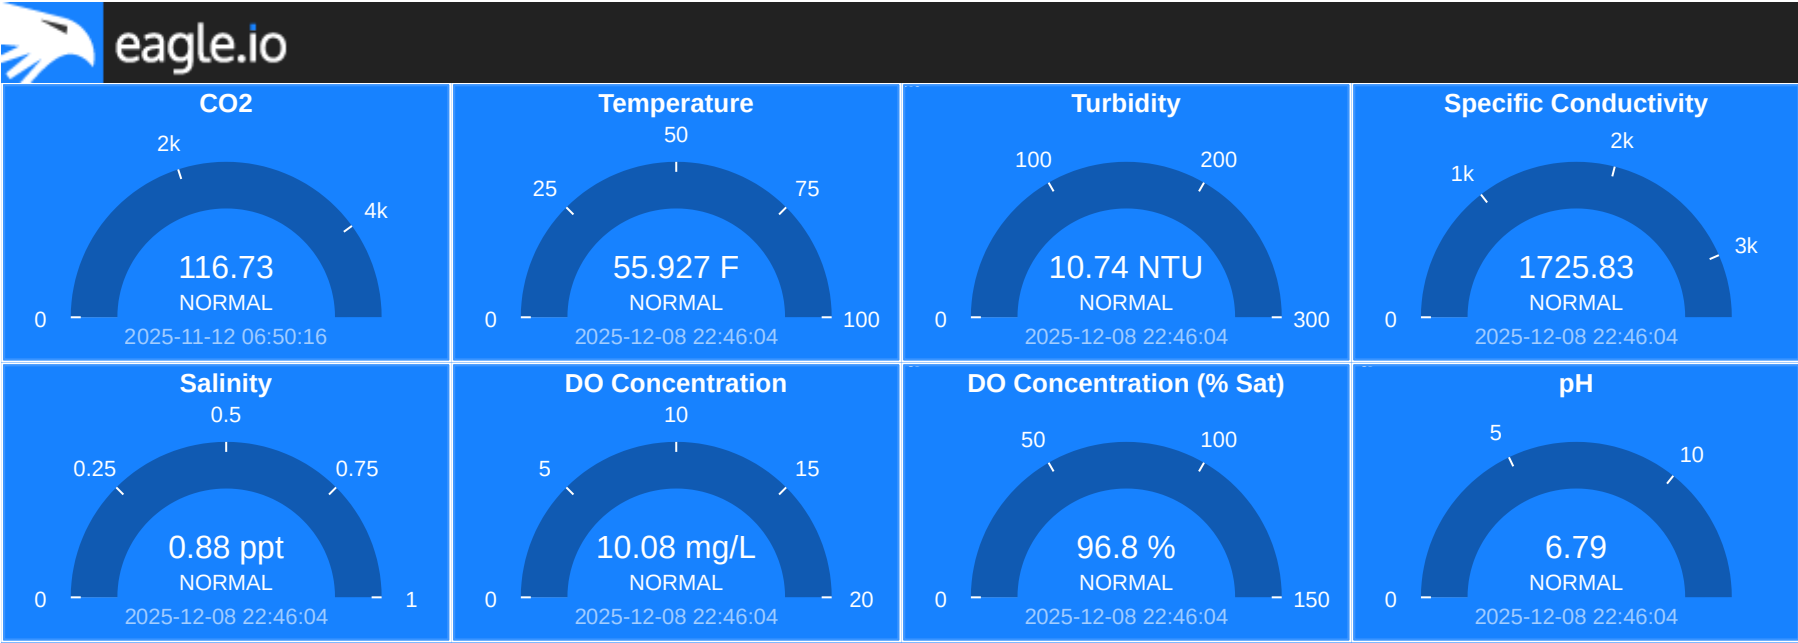 eagle.io
CO2
2k
4k
0
116.73
NORMAL
2025-11-12 06:50:16
Temperature
50
25
75
0
100
55.927 F
NORMAL
2025-12-08 22:46:04
Turbidity
100
200
0
300
10.74 NTU
NORMAL
2025-12-08 22:46:04
Specific Conductivity
2k
1k
3k
0
1725.83
NORMAL
2025-12-08 22:46:04
Salinity
0.5
0.25
0.75
0
1
0.88 ppt
NORMAL
2025-12-08 22:46:04
DO Concentration
10
5
15
0
20
10.08 mg/L
NORMAL
2025-12-08 22:46:04
DO Concentration (% Sat)
50
100
0
150
96.8 %
NORMAL
2025-12-08 22:46:04
pH
5
10
0
6.79
NORMAL
2025-12-08 22:46:04